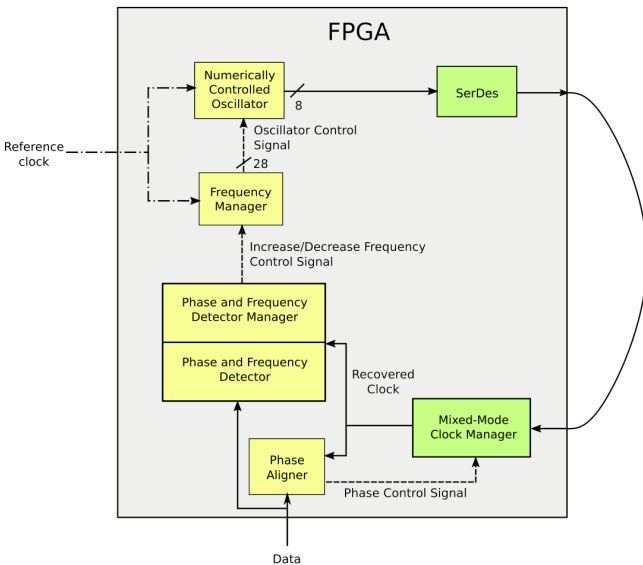 FPGA
Numerically
Controlled
Oscillator
8
SerDes
Oscillator Control
Signal
28
Reference
clock
Frequency
Manager
Increase/Decrease Frequency
Control Signal
Phase and Frequency
Detector Manager
Phase and Frequency
Detector
Recovered
Clock
Mixed-Mode
Clock Manager
Phase
Aligner
Phase Control Signal
Data